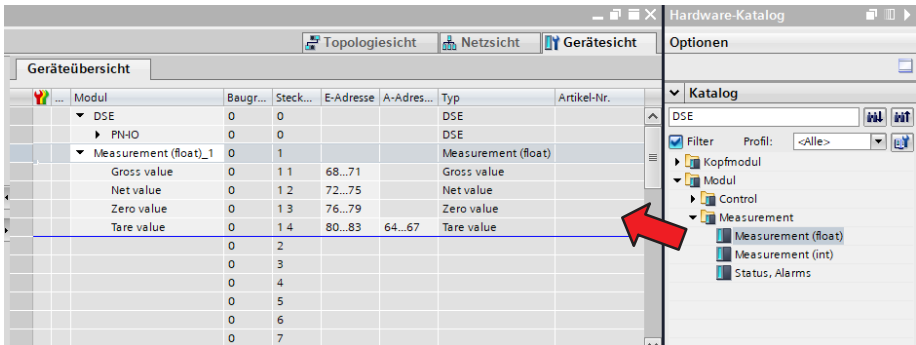 Hardware-Katalog
Topologiesicht Netzsicht Gerätesicht
Optionen
Geräteübersicht
Katalog
... Modul Baugr... Steck... E-Adresse A-Adres... Typ Artikel-Nr.
DSE 0 0 DSE
PN-IO 0 0 DSE
Measurement (float)_1 0 1 Measurement (float)
Gross value 0 1 1 68...71 Gross value
Net value 0 1 2 72...75 Net value
Zero value 0 1 3 76...79 Zero value
Tare value 0 1 4 80...83 64...67 Tare value
0 2
0 3
0 4
0 5
0 6
0 7
DSE
Filter Profil: <Alle>
Kopfmodul
Modul
Control
Measurement
Measurement (float)
Measurement (int)
Status, Alarms